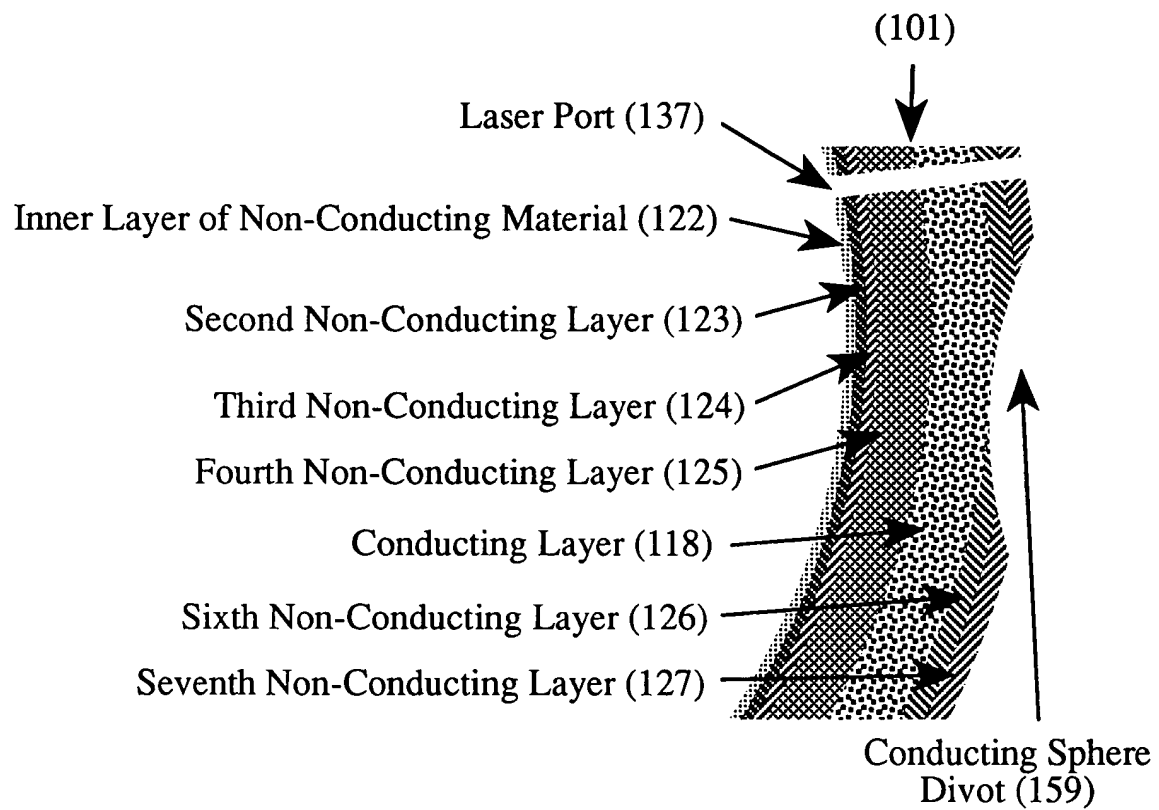 (101)
Laser Port (137)
Inner Layer of Non-Conducting Material (122)
Second Non-Conducting Layer (123)
Third Non-Conducting Layer (124)
Fourth Non-Conducting Layer (125)
Conducting Layer (118)
Sixth Non-Conducting Layer (126)
Seventh Non-Conducting Layer (127)
Conducting Sphere
Divot (159)